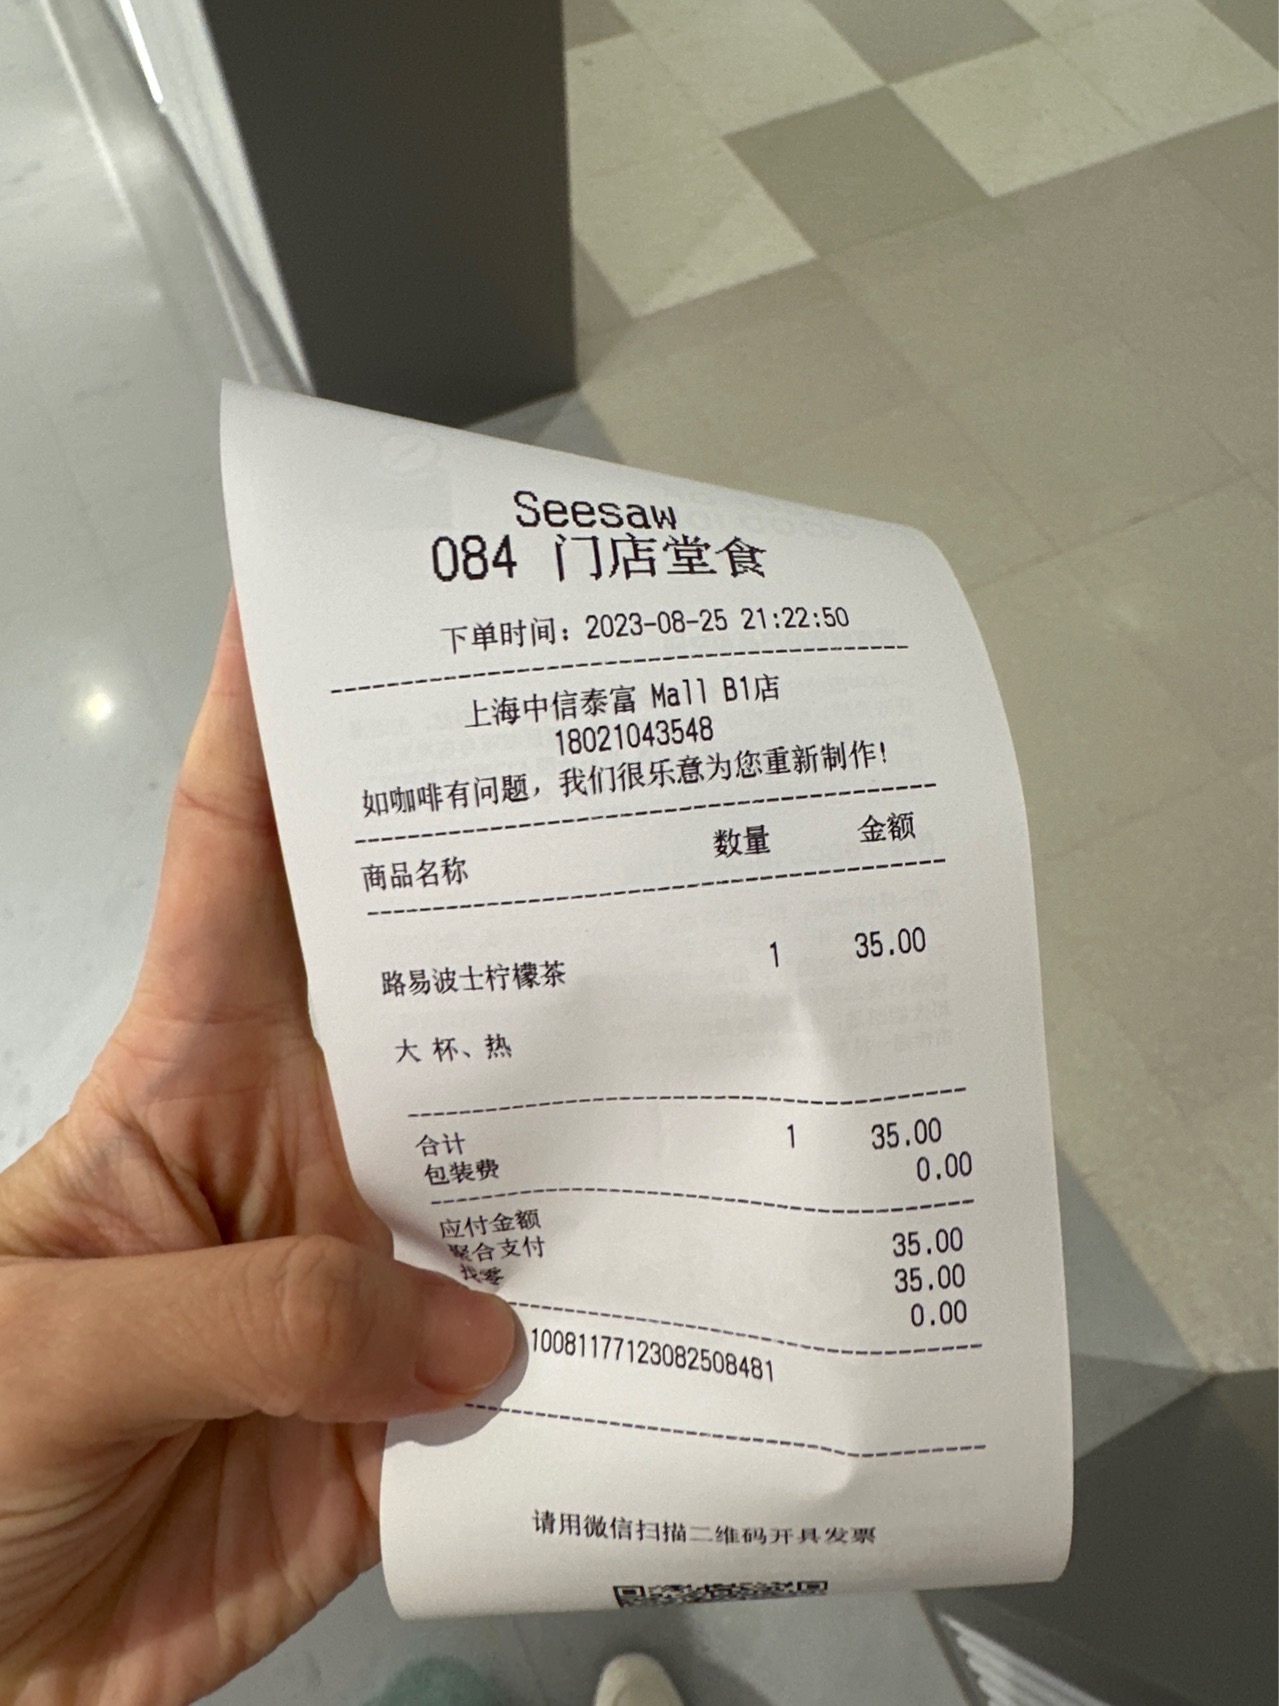 Seesaw
084 门店堂食
下单时间：2023-08-25 21:22:50
上海中信泰富 Mall B1店
18021043548
如咖啡有问题，我们很乐意为您重新制作！
商品名称 数量 金额
路易波士柠檬茶 1 35.00
大 杯、热
合计 1 35.00
包装费 0.00
应付金额 35.00
聚合支付 35.00
找零 0.00
10081177123082508481
请用微信扫描二维码开具发票